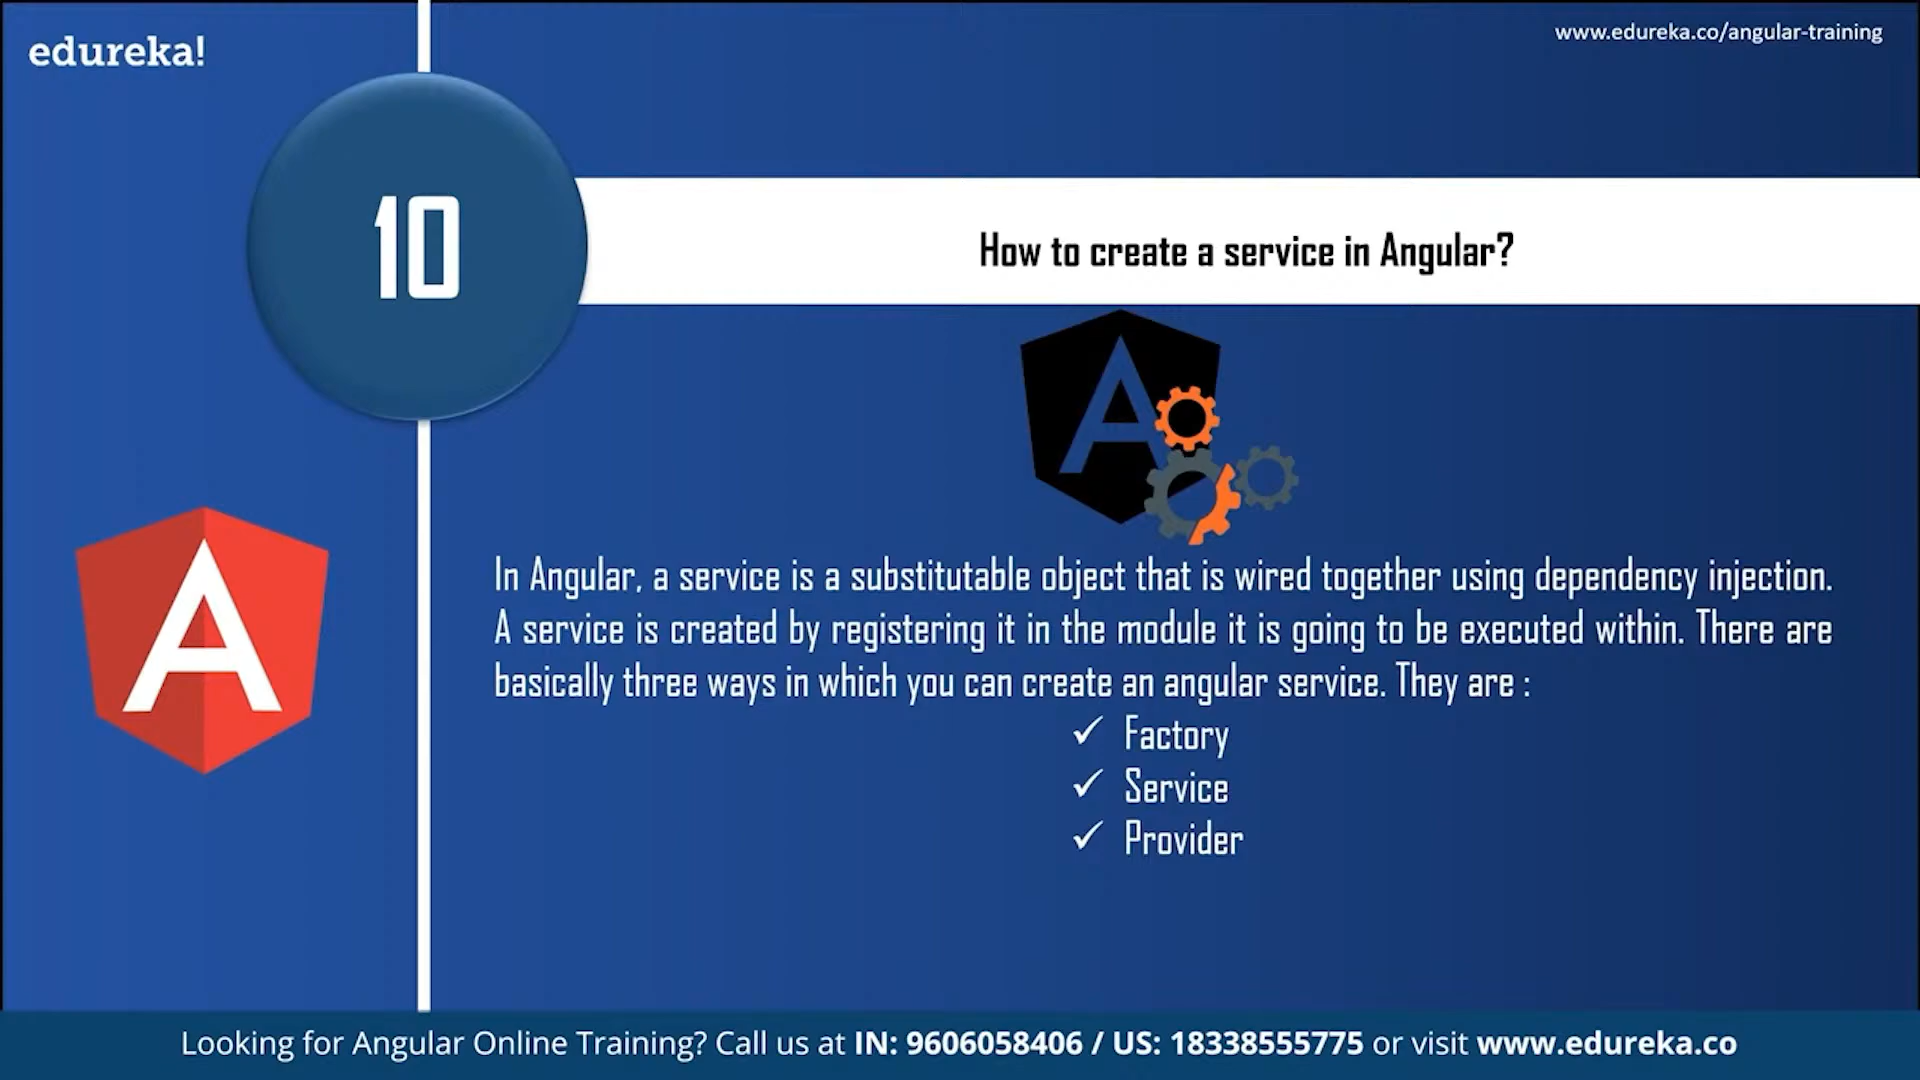 edureka!
www.edureka.co/angular-training
10
How to create a service in Angular?
In Angular, a service is a substitutable object that is wired together using dependency injection.
A service is created by registering it in the module it is going to be executed within. There are
basically three ways in which you can create an angular service. They are :
✓ Factory
✓ Service
✓ Provider
Looking for Angular Online Training? Call us at IN: 9606058406 / US: 18338555775 or visit www.edureka.co